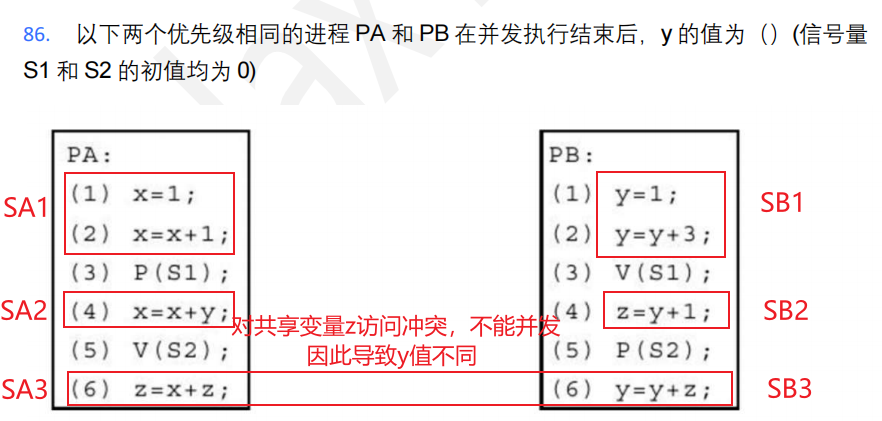 86. 以下两个优先级相同的进程 PA 和 PB 在并发执行结束后，y 的值为（）(信号量
S1 和 S2 的初值均为 0)
PA:
SA1
(1) x=1;
(2) x=x+1;
(3) P(S1);
SA2
(4) x=x+y;
(5) V(S2);
SA3
(6) z=x+z;
对共享变量z访问冲突，不能并发
因此导致y值不同
PB:
(1) y=1;
SB1
(2) y=y+3;
(3) V(S1);
(4) z=y+1;
SB2
(5) P(S2);
(6) y=y+z;
SB3